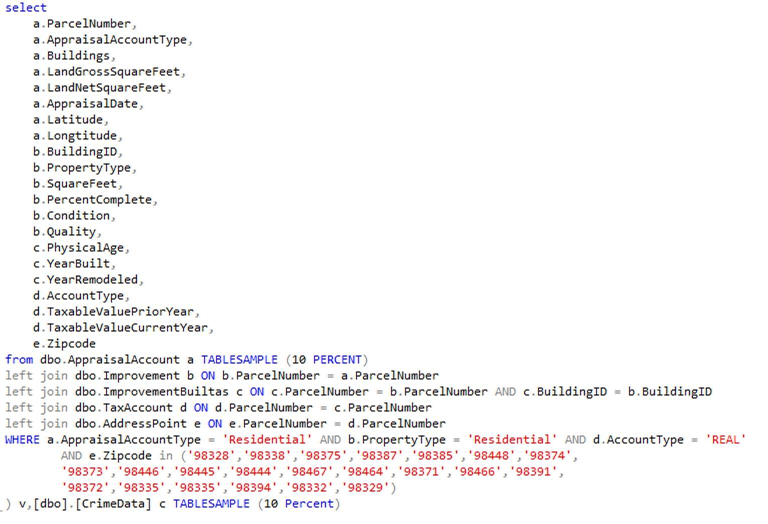 select
a.ParcelNumber,
a.AppraisalAccountType,
a.Buildings,
a.LandGrossSquareFeet,
a.LandNetSquareFeet,
a.AppraisalDate,
a.Latitude,
a.Longtitude,
b.BuildingID,
b.PropertyType,
b.SquareFeet,
b.PercentComplete,
b.Condition,
b.Quality,
c.PhysicalAge,
c.YearBuilt,
c.YearRemodeled,
d.AccountType,
d.TaxableValuePriorYear,
d.TaxableValueCurrentYear,
e.Zipcode
from dbo.AppraisalAccount a TABLESAMPLE (10 PERCENT)
left join dbo.Improvement b ON b.ParcelNumber = a.ParcelNumber
left join dbo.ImprovementBuiltas c ON c.ParcelNumber = b.ParcelNumber AND c.BuildingID = b.BuildingID
left join dbo.TaxAccount d ON d.ParcelNumber = c.ParcelNumber
left join dbo.AddressPoint e ON e.ParcelNumber = d.ParcelNumber
WHERE a.AppraisalAccountType = 'Residential' AND b.PropertyType = 'Residential' AND d.AccountType = 'REAL'
AND e.Zipcode in ('98328','98338','98375','98387','98385','98448','98374',
'98373','98446','98445','98444','98467','98464','98371','98466','98391',
'98372','98335','98335','98394','98332','98329')
) v,[dbo].[CrimeData] c TABLESAMPLE (10 Percent)